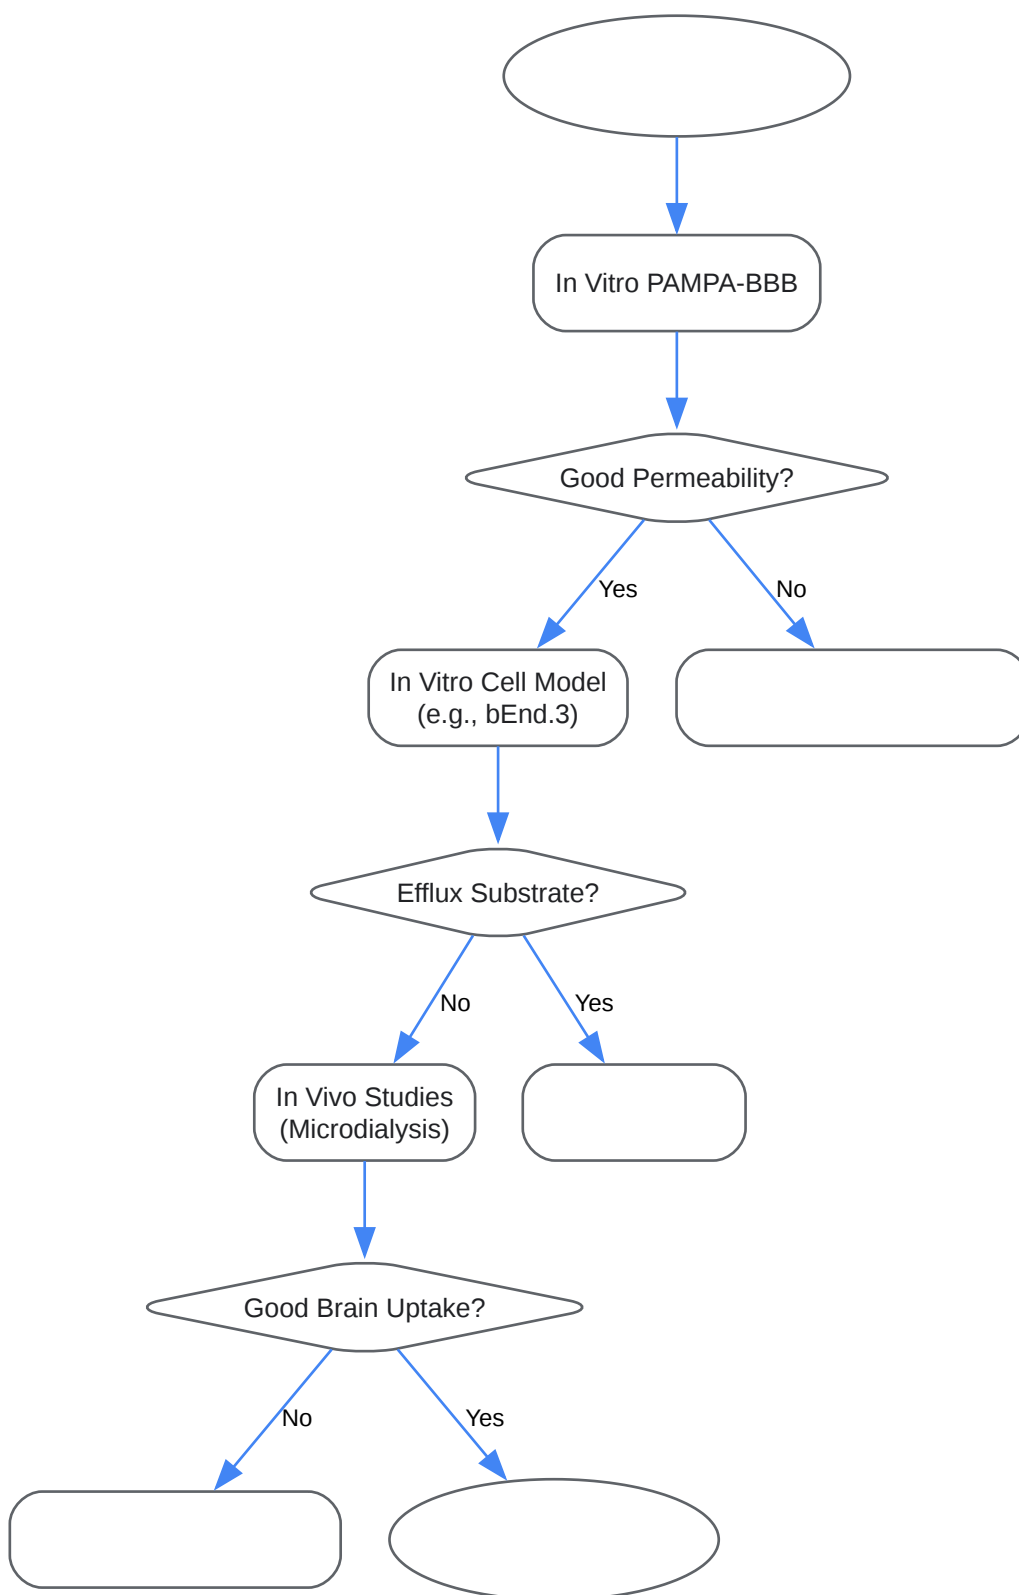 In Vitro PAMPA-BBB
Good Permeability?
Yes
No
In Vitro Cell Model
(e.g., bEnd.3)
Efflux Substrate?
No
Yes
In Vivo Studies
(Microdialysis)
Good Brain Uptake?
No
Yes